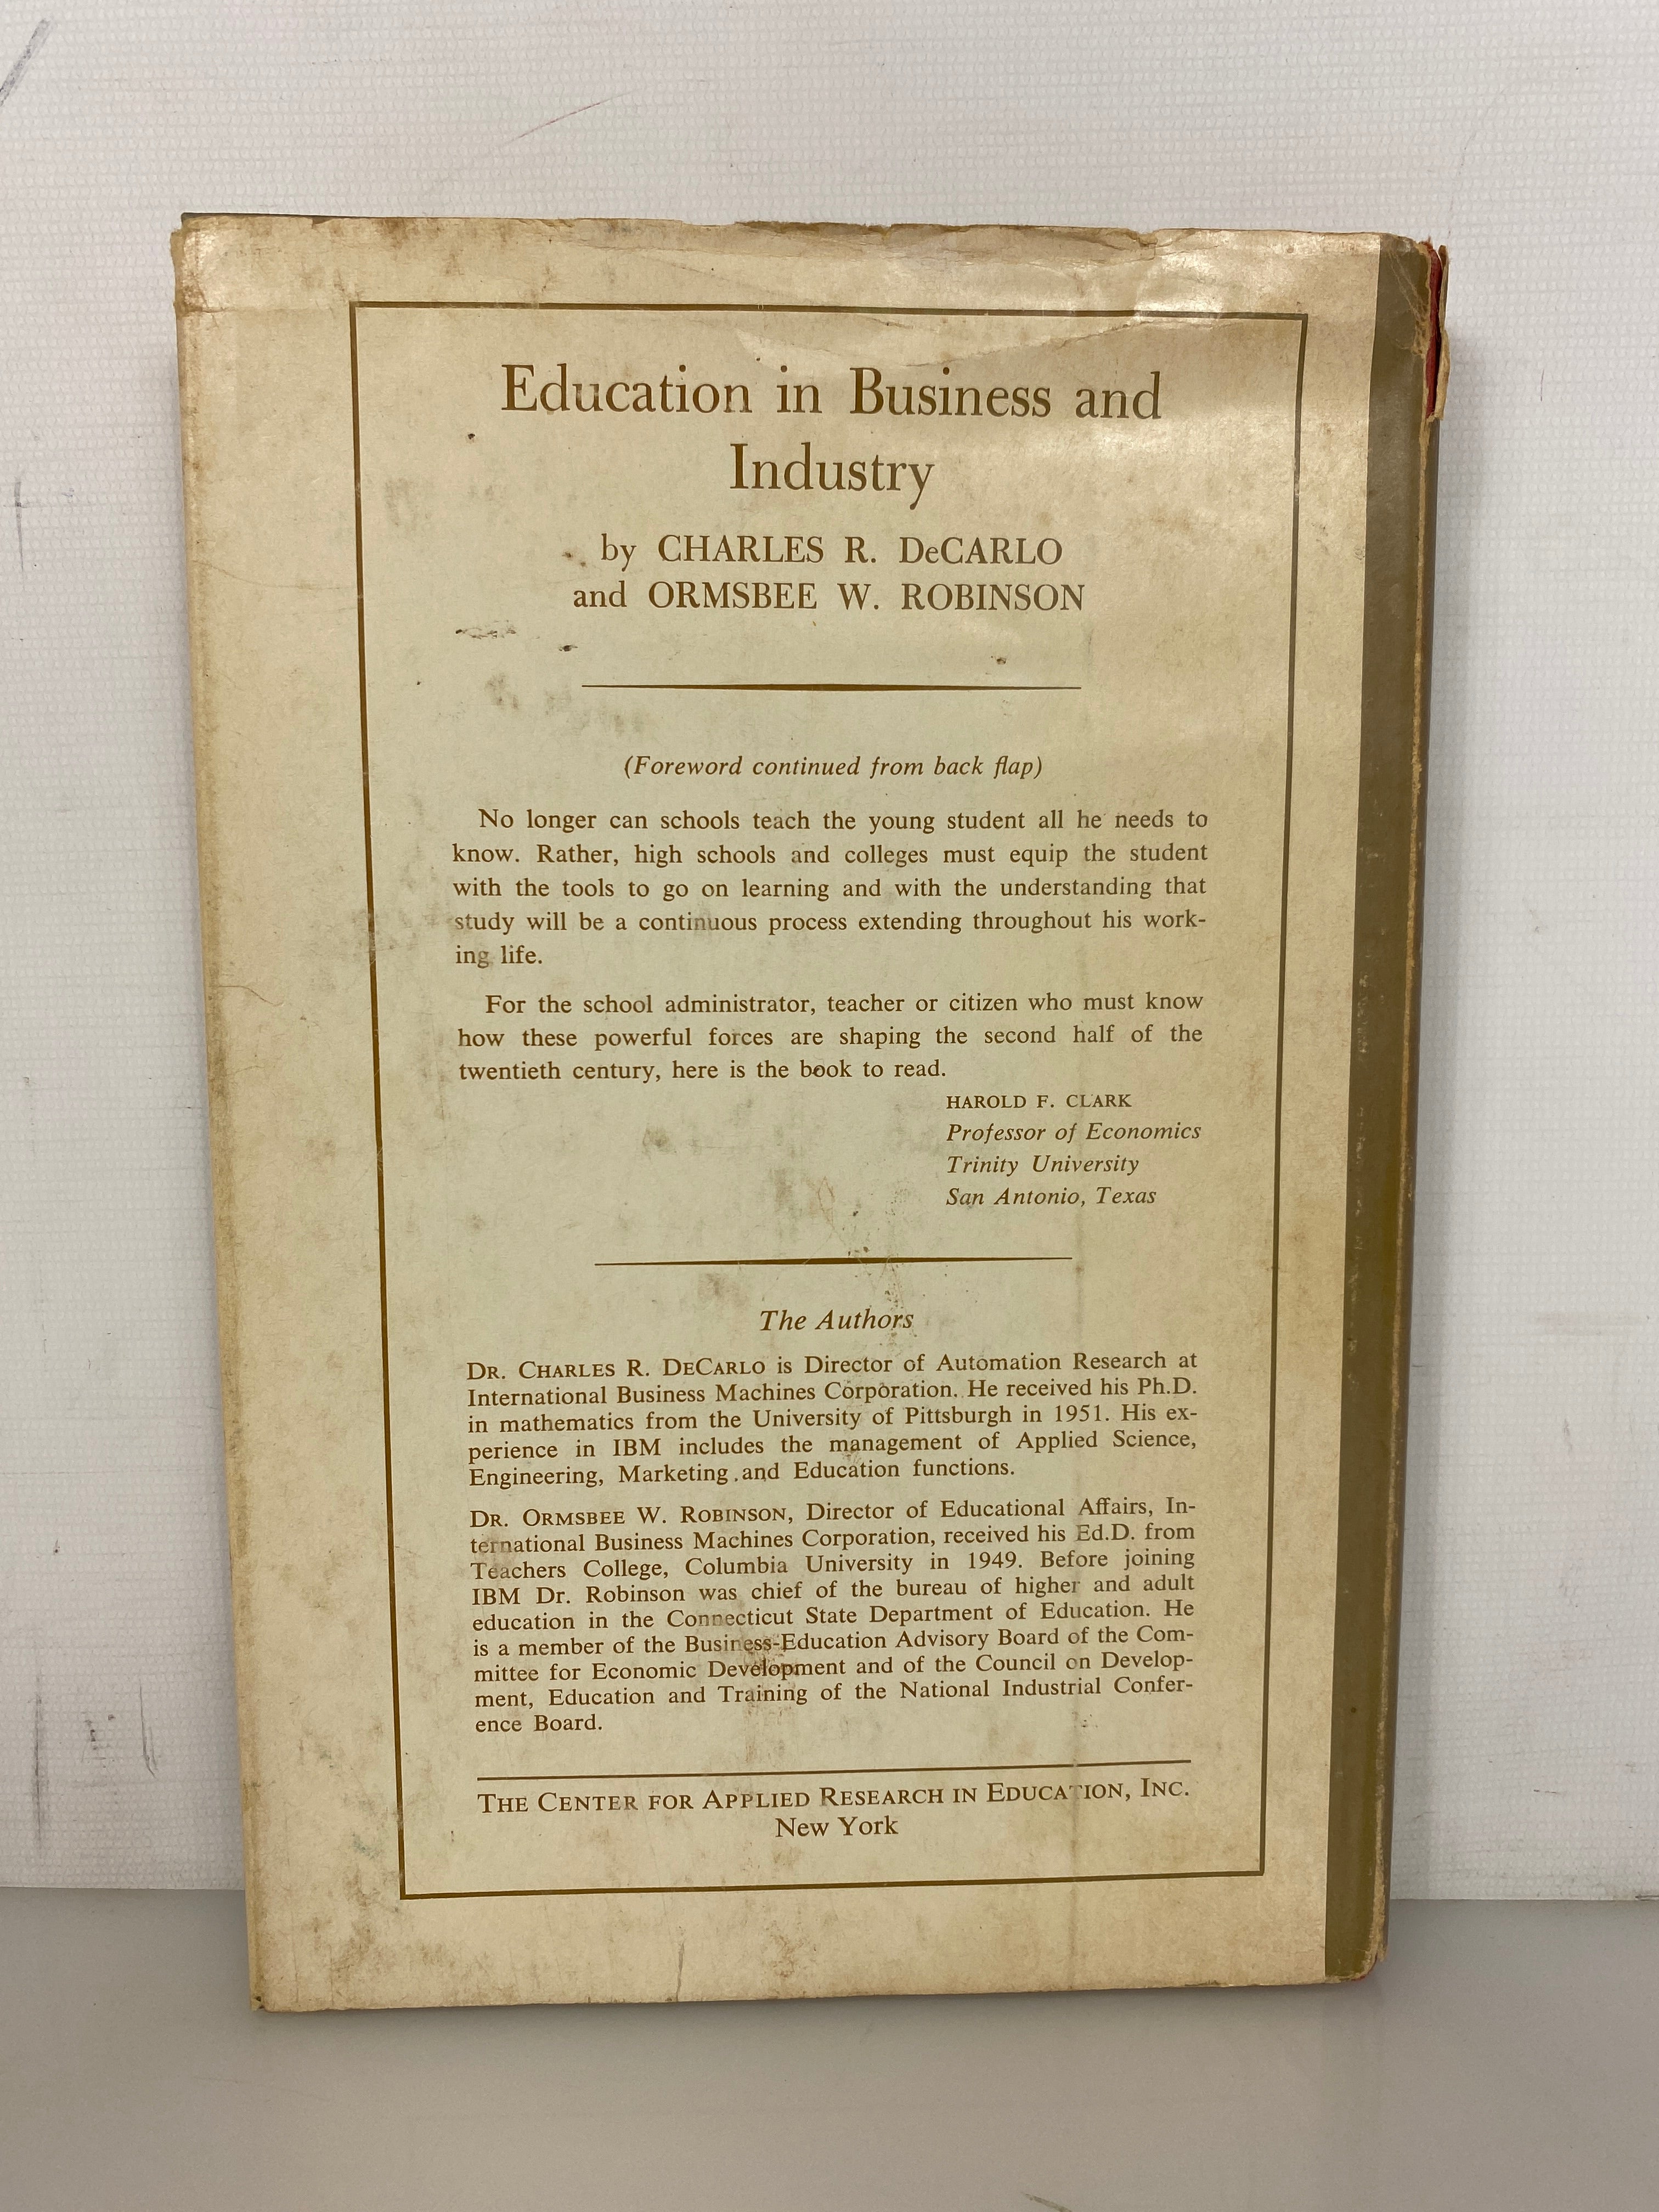 Education in Business and
Industry
by CHARLES R. DeCARLO
and ORMSBEE W. ROBINSON
(Foreword continued from back flap)
No longer can schools teach the young student all he needs to
know. Rather, high schools and colleges must equip the student
with the tools to go on learning and with the understanding that
study will be a continuous process extending throughout his work-
ing life.
For the school administrator, teacher or citizen who must know
how these powerful forces are shaping the second half of the
twentieth century, here is the book to read.
HAROLD F. CLARK
Professor of Economics
Trinity University
San Antonio, Texas
The Authors
DR. CHARLES R. DECARLO is Director of Automation Research at
International Business Machines Corporation. He received his Ph.D.
in mathematics from the University of Pittsburgh in 1951. His ex-
perience in IBM includes the management of Applied Science,
Engineering, Marketing and Education functions.
DR. ORMSBEE W. ROBINSON, Director of Educational Affairs, In-
ternational Business Machines Corporation, received his Ed.D. from
Teachers College, Columbia University in 1949. Before joining
IBM Dr. Robinson was chief of the bureau of higher and adult
education in the Connecticut State Department of Education. He
is a member of the Business-Education Advisory Board of the Com-
mittee for Economic Development and of the Council on Develop-
ment, Education and Training of the National Industrial Confer-
ence Board.
THE CENTER FOR APPLIED RESEARCH IN EDUCATION, INC.
New York